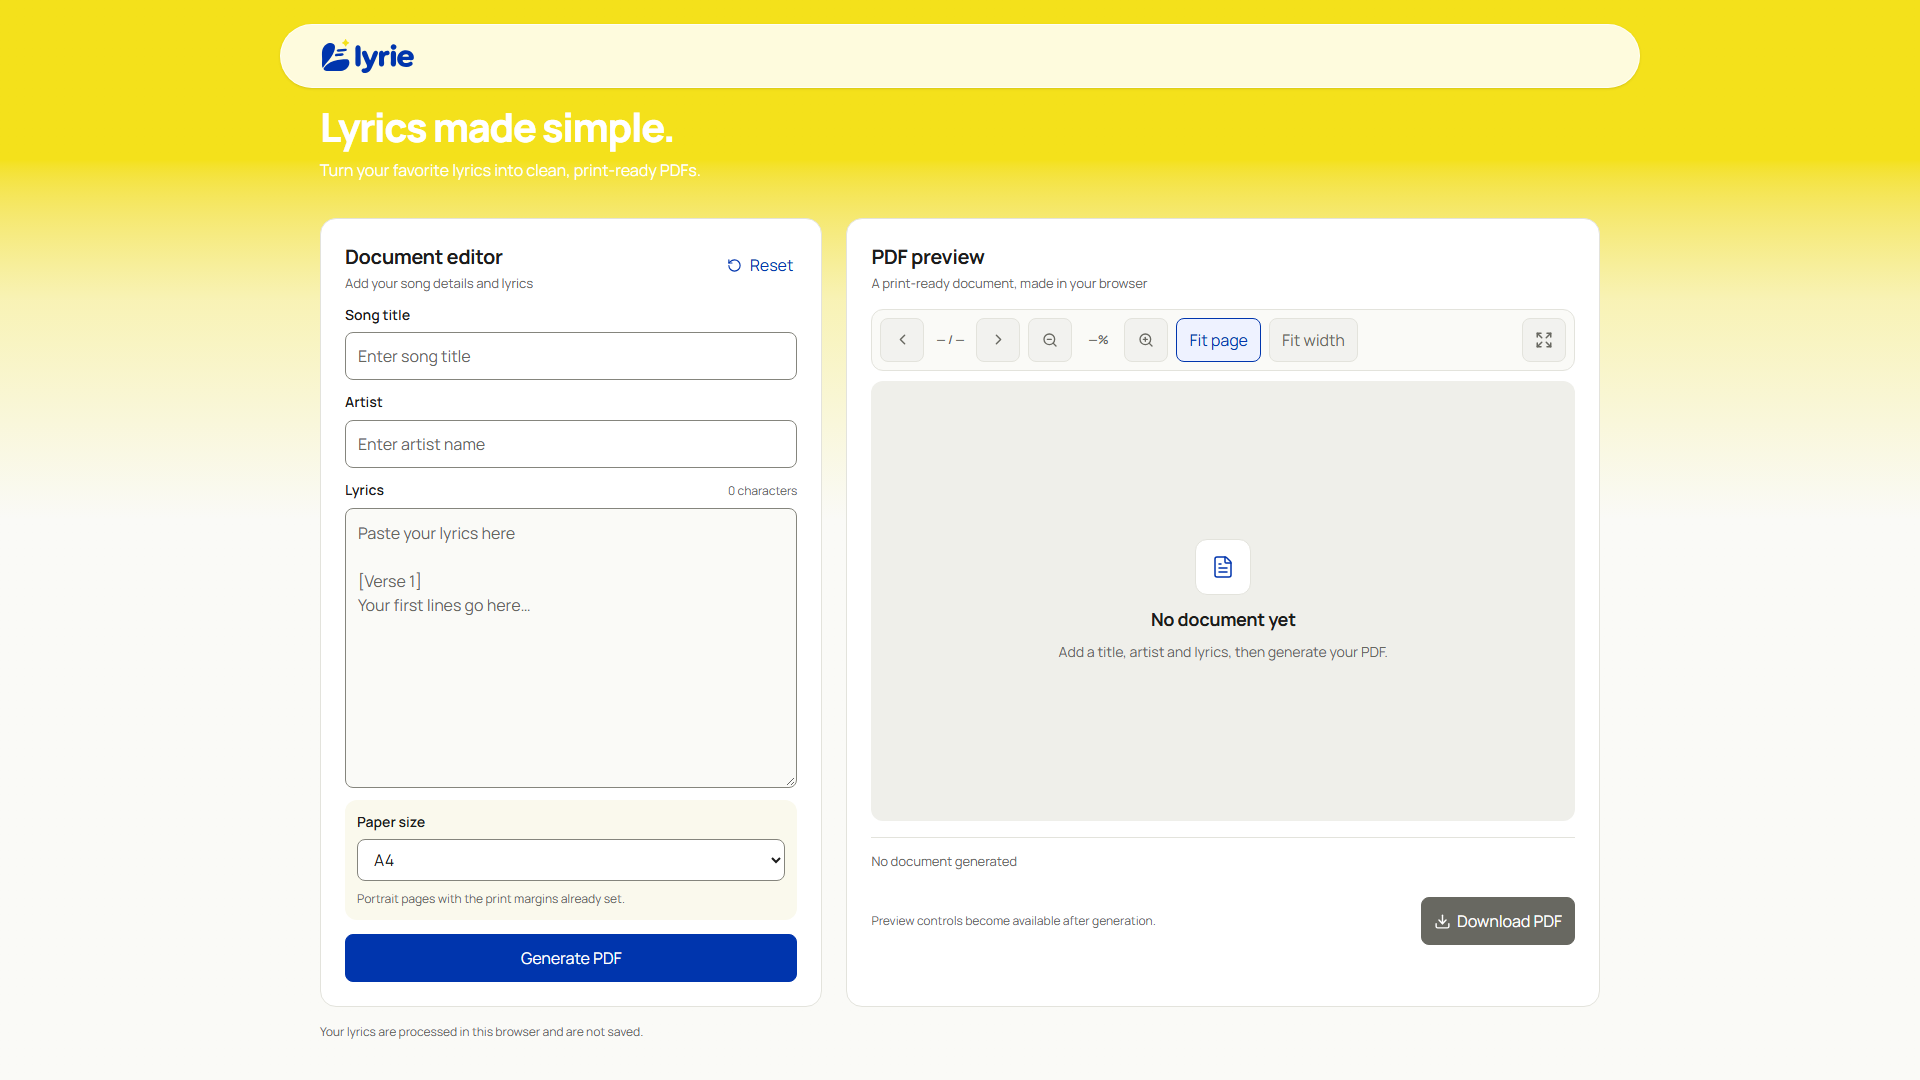 lyrie
Lyrics made simple.
Turn your favorite lyrics into clean, print-ready PDFs.
Document editor
Reset
Add your song details and lyrics
Song title
Enter song title
Artist
Enter artist name
Lyrics
0 characters
Paste your lyrics here
[Verse 1]
Your first lines go here...
Paper size
A4
Portrait pages with the print margins already set.
Generate PDF
PDF preview
A print-ready document, made in your browser
– / –
–%
Fit page
Fit width
No document yet
Add a title, artist and lyrics, then generate your PDF.
No document generated
Preview controls become available after generation.
Download PDF
Your lyrics are processed in this browser and are not saved.